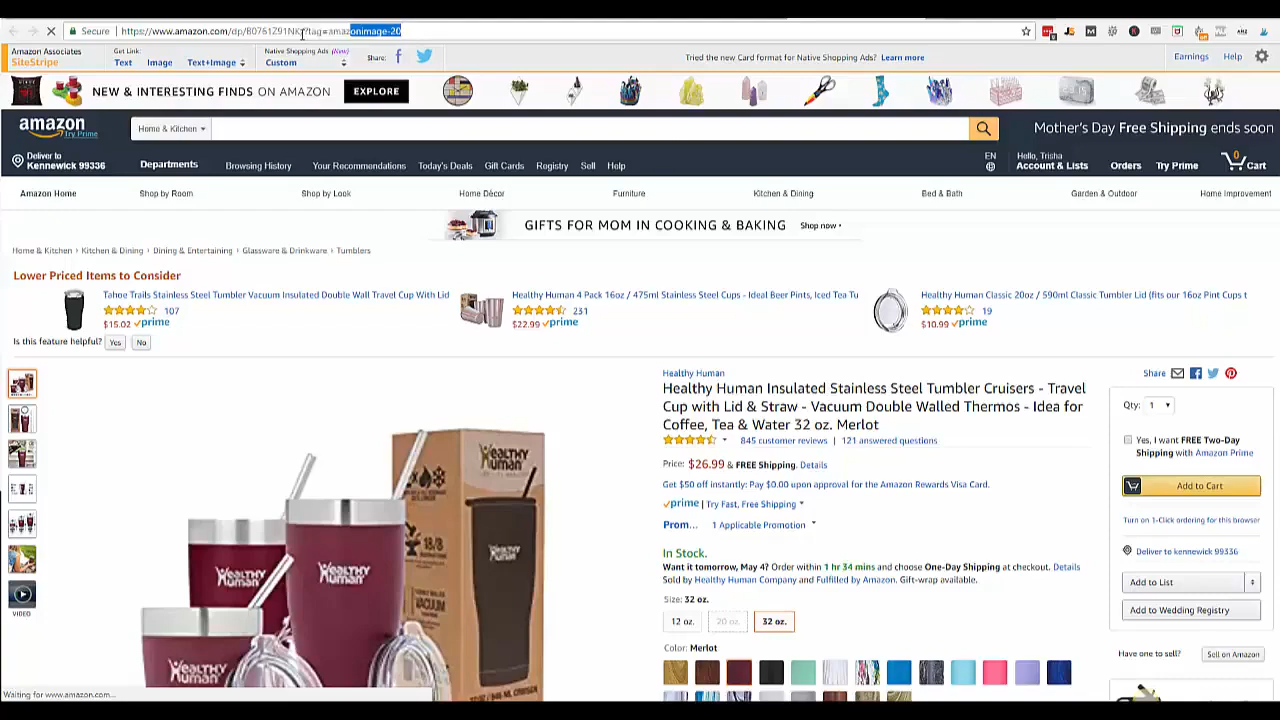 Secure https://www.amazon.com/dp/B0761Z91NK?tag=amazonimage-20
Amazon Associates
SiteStripe
Get Link:
Text Image Text+Image
Native Shopping Ads (New)
Custom
Share:
Tried the new Card format for Native Shopping Ads? Learn more
Earnings Help
NEW & INTERESTING FINDS ON AMAZON EXPLORE
amazon
Try Prime
Home & Kitchen
Mother's Day Free Shipping ends soon
Deliver to
Kennewick 99336
Departments Browsing History Your Recommendations Today's Deals Gift Cards Registry Sell Help
EN
Hello, Trisha
Account & Lists
Orders Try Prime
0
Cart
Amazon Home Shop by Room Shop by Look Home Décor Furniture Kitchen & Dining Bed & Bath Garden & Outdoor Home Improvement
GIFTS FOR MOM IN COOKING & BAKING Shop now ›
Home & Kitchen › Kitchen & Dining › Dining & Entertaining › Glassware & Drinkware › Tumblers
Lower Priced Items to Consider
Tahoe Trails Stainless Steel Tumbler Vacuum Insulated Double Wall Travel Cup With Lid
107
$15.02 prime
Healthy Human 4 Pack 16oz / 475ml Stainless Steel Cups - Ideal Beer Pints, Iced Tea Tu
231
$22.99 prime
Healthy Human Classic 20oz / 590ml Classic Tumbler Lid (fits our 16oz Pint Cups t
19
$10.99 prime
Is this feature helpful? Yes No
VIDEO
HEALTHY Human
HEALTHY Human
HEALTHY Human
HEALTHY Human
HEALTHY Human
18/8
Healthy Human
Healthy Human Insulated Stainless Steel Tumbler Cruisers - Travel
Cup with Lid & Straw - Vacuum Double Walled Thermos - Idea for
Coffee, Tea & Water 32 oz. Merlot
845 customer reviews | 121 answered questions
Price: $26.99 & FREE Shipping. Details
Get $50 off instantly: Pay $0.00 upon approval for the Amazon Rewards Visa Card.
prime | Try Fast, Free Shipping
Prom... 1 Applicable Promotion
In Stock.
Want it tomorrow, May 4? Order within 1 hr 34 mins and choose One-Day Shipping at checkout. Details
Sold by Healthy Human Company and Fulfilled by Amazon. Gift-wrap available.
Size: 32 oz.
12 oz. 20 oz. 32 oz.
Color: Merlot
Share
Qty: 1
Yes, I want FREE Two-Day
Shipping with Amazon Prime
Add to Cart
Turn on 1-Click ordering for this browser
Deliver to kennewick 99336
Add to List
Add to Wedding Registry
Have one to sell? Sell on Amazon
Waiting for www.amazon.com...